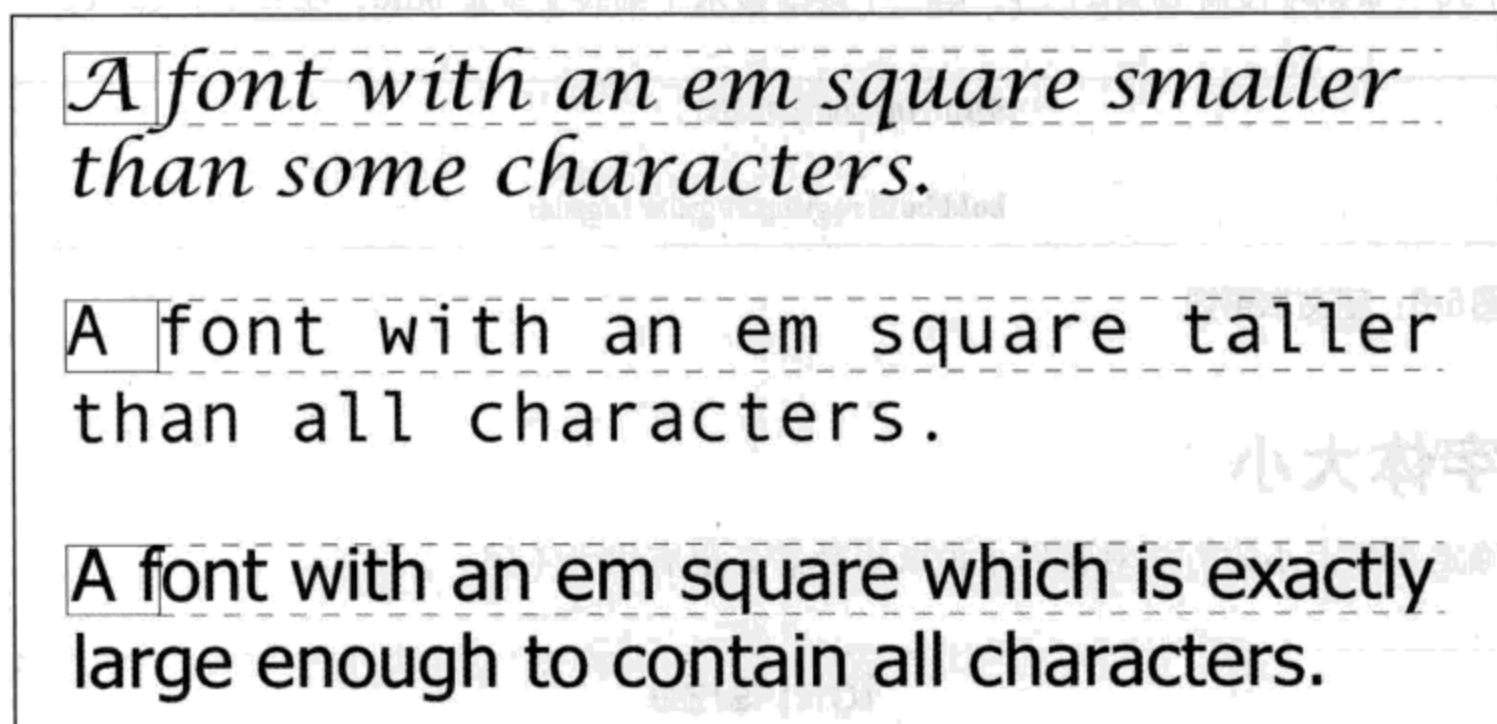 A font with an em square smaller
than some characters.
A font with an em square taller
than all characters.
A font with an em square which is exactly
large enough to contain all characters.